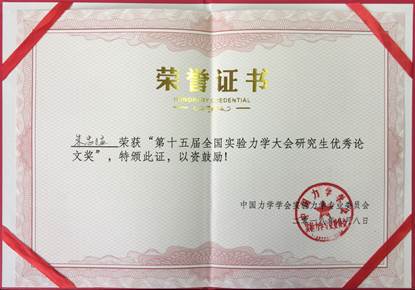 荣誉证书
HONORARY CREDENTIAL
荣获“第十五届全国实验力学大会研究生优秀论
文奖”，特颁此证，以资鼓励！
中国力学学会实验力学专业委员会
八日